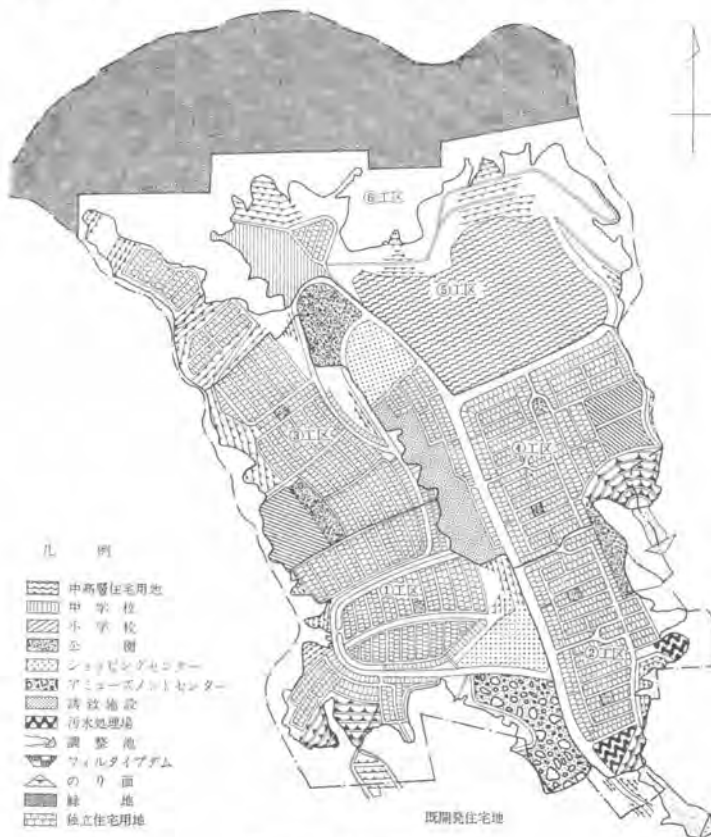 ⑥工区
⑤工区
④工区
③工区
①工区
②工区
凡 例
中高層住宅用地
中学校
小学校
公 園
ショッピングセンター
アミューズメントセンター
誘致施設
汚水処理場
調整池
フィルタイプダム
のり面
緑 地
独立住宅用地
既開発住宅地